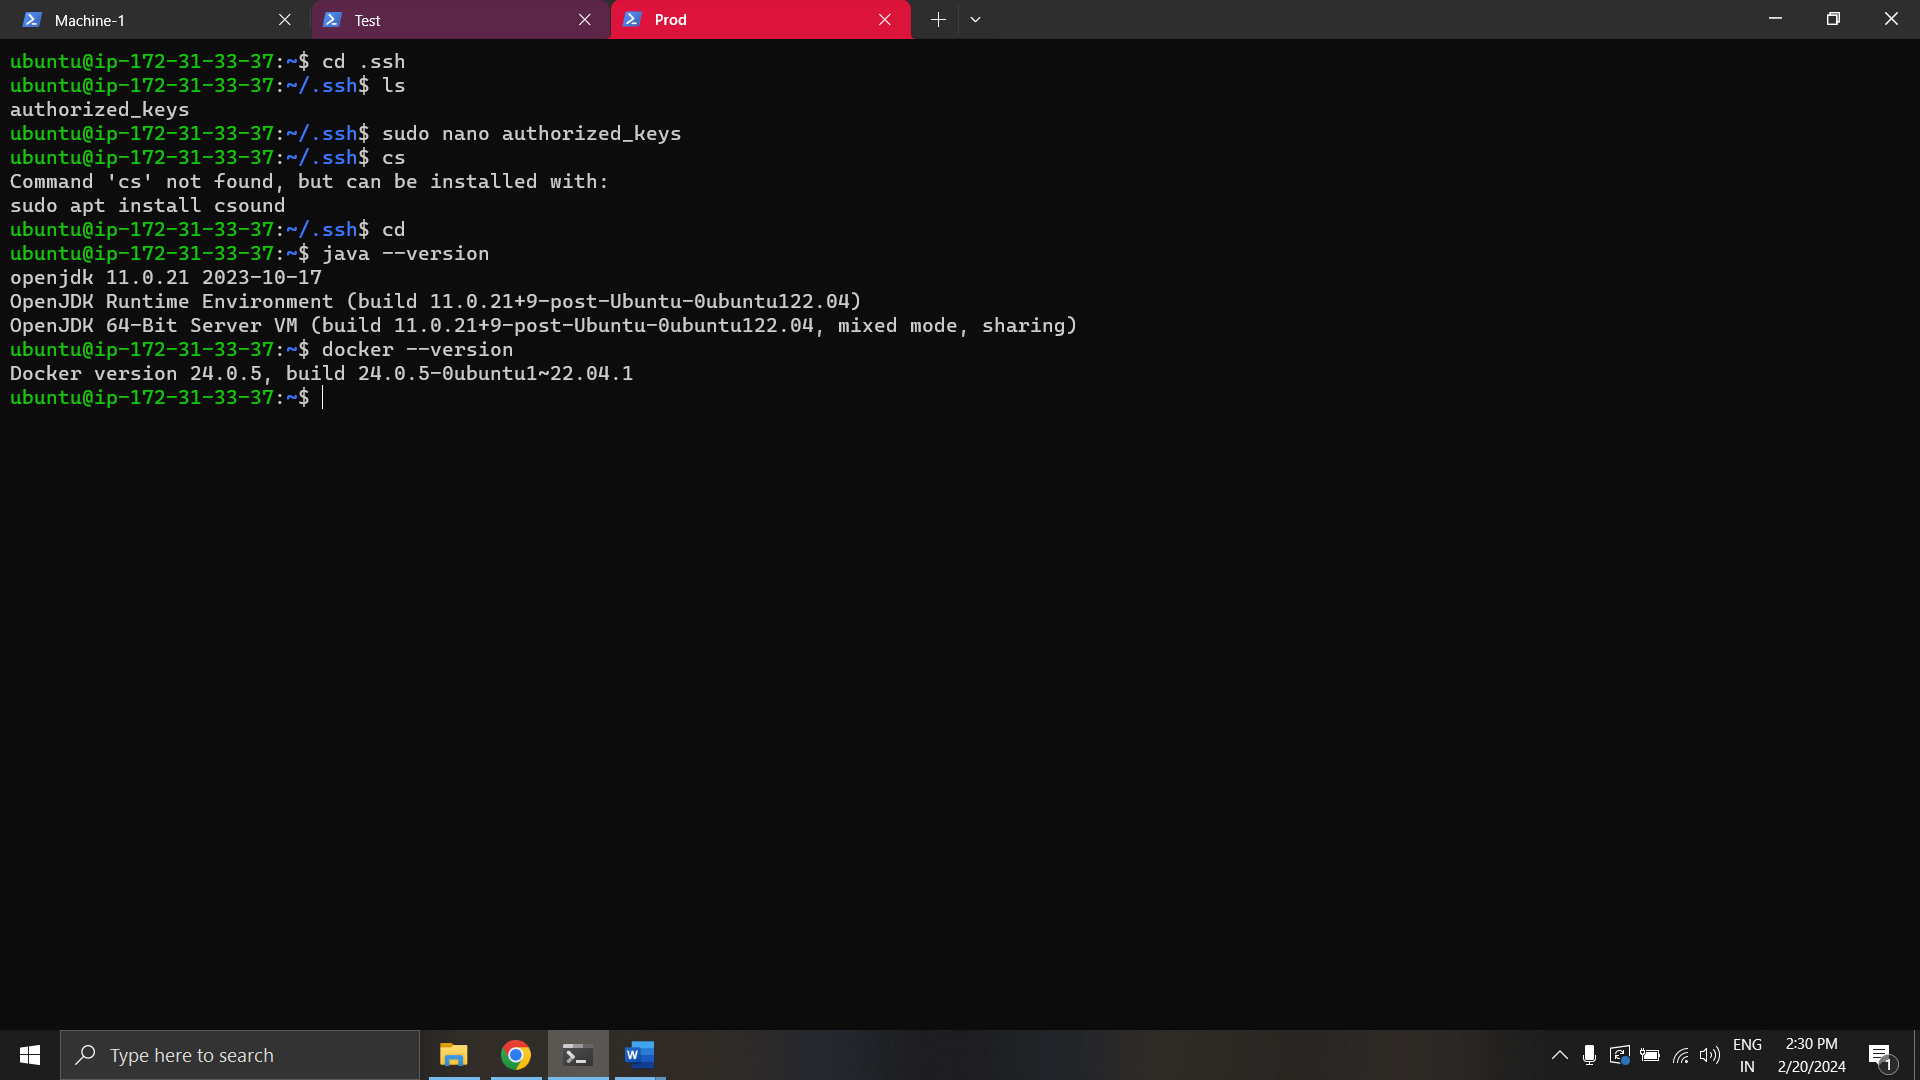 Machine-1
Test
Prod
ubuntu@ip-172-31-33-37:~$ cd .ssh
ubuntu@ip-172-31-33-37:~/.ssh$ ls
authorized_keys
ubuntu@ip-172-31-33-37:~/.ssh$ sudo nano authorized_keys
ubuntu@ip-172-31-33-37:~/.ssh$ cs
Command 'cs' not found, but can be installed with:
sudo apt install csound
ubuntu@ip-172-31-33-37:~/.ssh$ cd
ubuntu@ip-172-31-33-37:~$ java --version
openjdk 11.0.21 2023-10-17
OpenJDK Runtime Environment (build 11.0.21+9-post-Ubuntu-0ubuntu122.04)
OpenJDK 64-Bit Server VM (build 11.0.21+9-post-Ubuntu-0ubuntu122.04, mixed mode, sharing)
ubuntu@ip-172-31-33-37:~$ docker --version
Docker version 24.0.5, build 24.0.5-0ubuntu1~22.04.1
ubuntu@ip-172-31-33-37:~$
Type here to search
ENG
IN
2:30 PM
2/20/2024
1